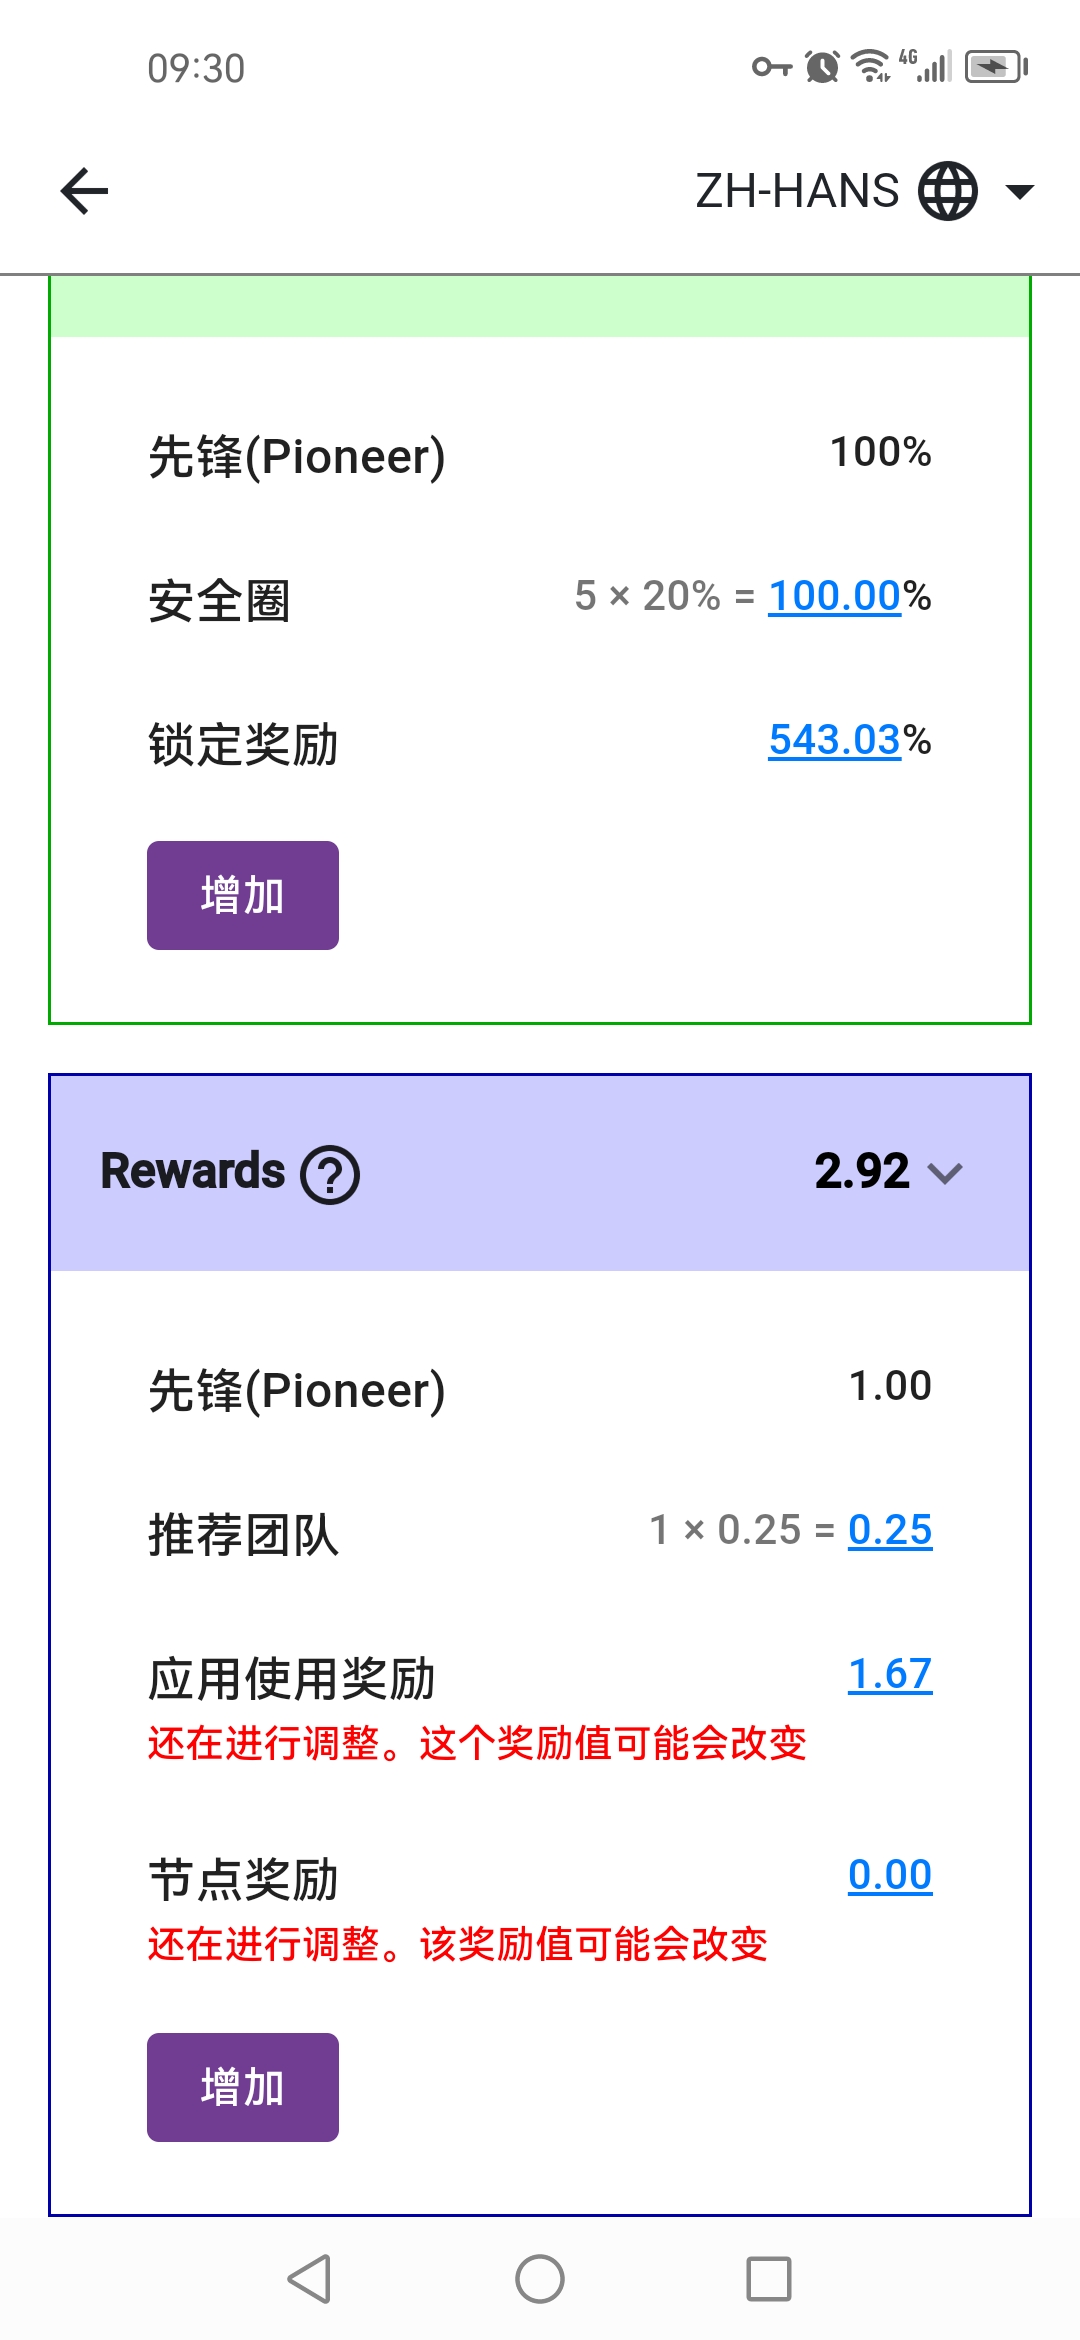 09:30
4G
ZH-HANS
先锋(Pioneer) 100%
安全圈 5 × 20% = 100.00%
锁定奖励 543.03%
增加
Rewards ? 2.92
先锋(Pioneer) 1.00
推荐团队 1 × 0.25 = 0.25
应用使用奖励 1.67
还在进行调整。这个奖励值可能会改变
节点奖励 0.00
还在进行调整。该奖励值可能会改变
增加